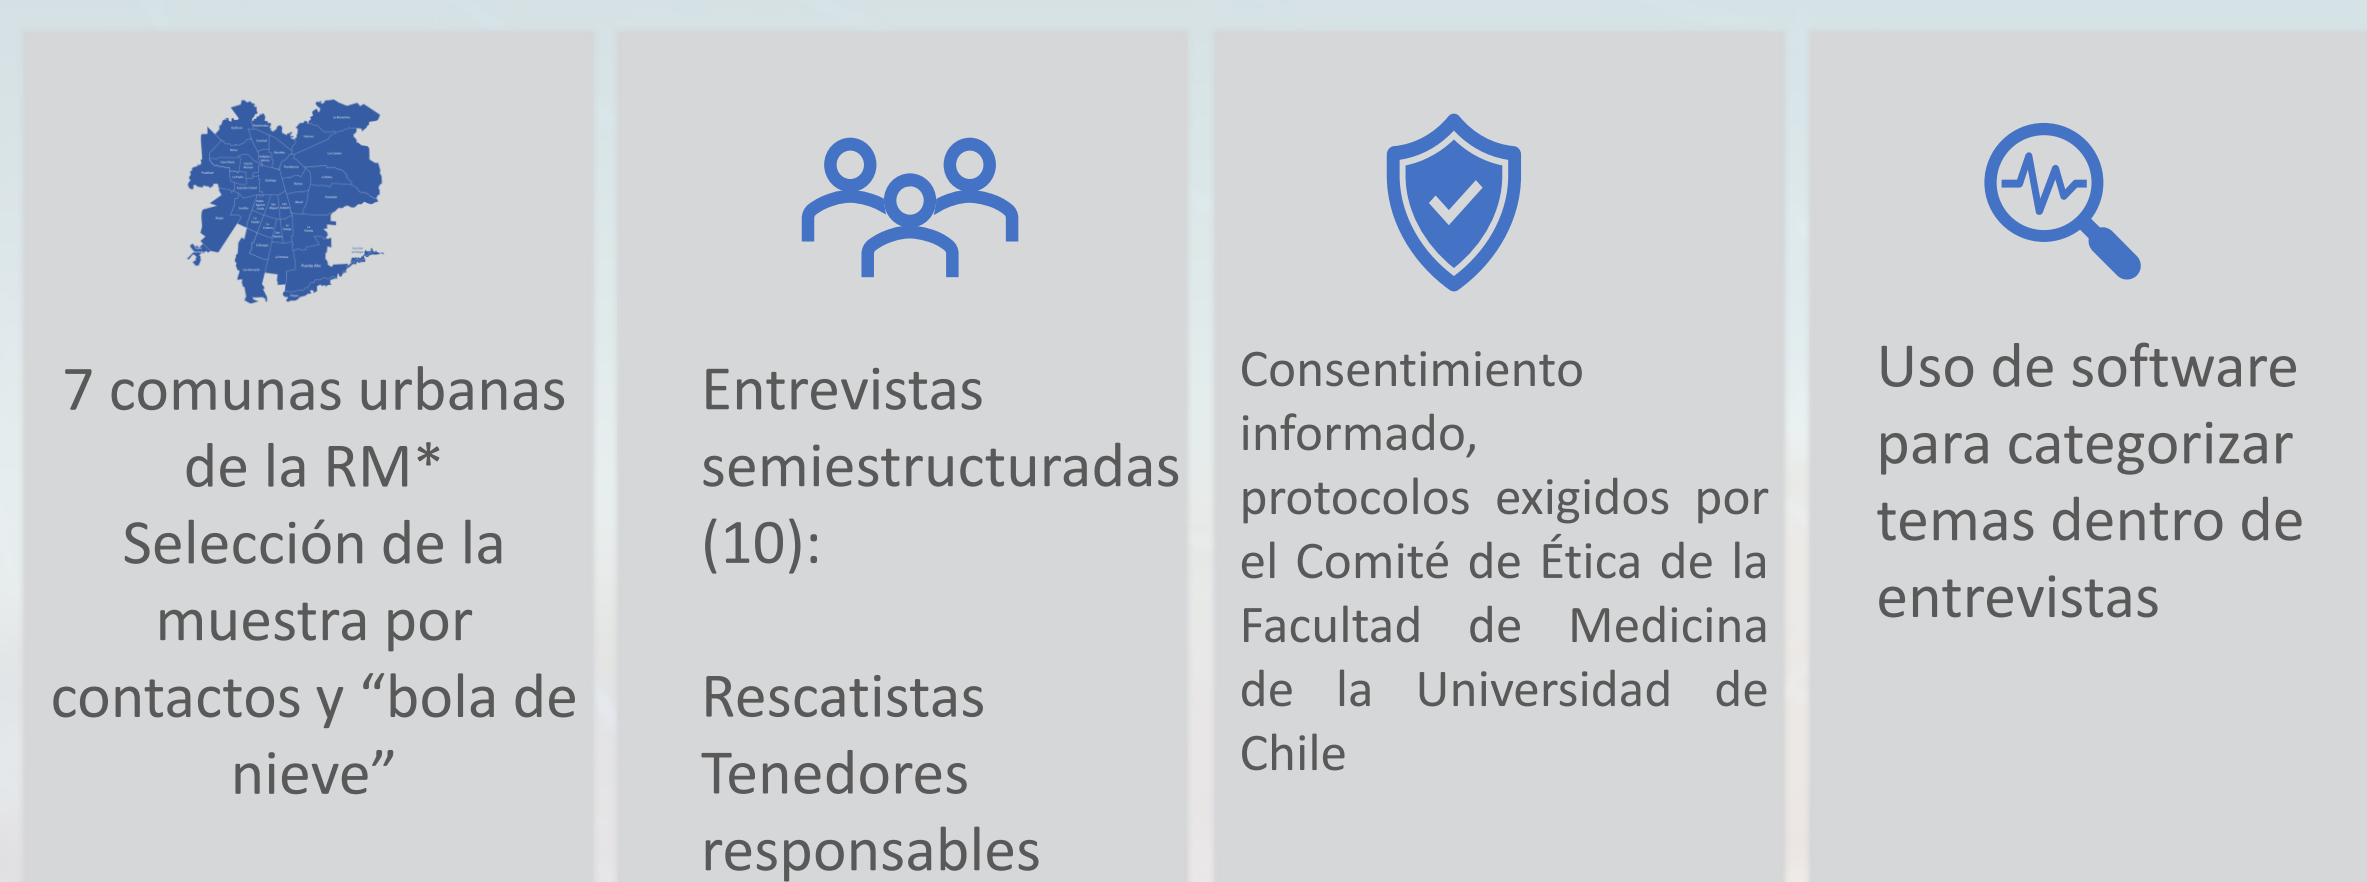 7 comunas urbanas
de la RM*
Selección de la
muestra por
contactos y “bola de
nieve”
Entrevistas
semiestructuradas
(10):
Rescatistas
Tenedores
responsables
Consentimiento
informado,
protocolos exigidos por
el Comité de Ética de la
Facultad de Medicina
de la Universidad de
Chile
Uso de software
para categorizar
temas dentro de
entrevistas